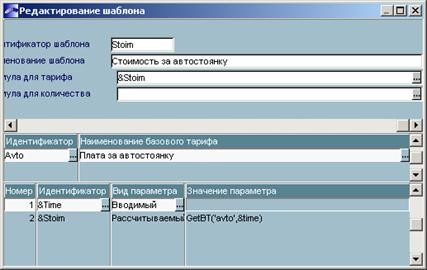 Редактирование шаблона
нтификатор шаблона Stoim
менование шаблона Стоимость за автостоянку
мула для тарифа &Stoim ...
мула для количества ...
Идентификатор Наименование базового тарифа
Avto ... Плата за автостоянку ...
Номер Идентификатор Вид параметра Значение параметра
1 &Time ... Вводимый ...
2 &Stoim Рассчитываемый GetBT('avto',&time)